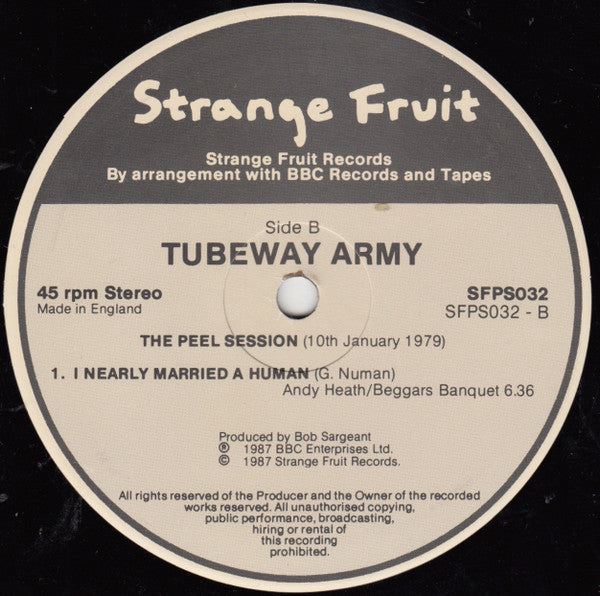 Strange Fruit
Strange Fruit Records
By arrangement with BBC Records and Tapes
Side B
TUBEWAY ARMY
45 rpm Stereo
Made in England
SFPS032
SFPS032 - B
THE PEEL SESSION (10th January 1979)
1. I NEARLY MARRIED A HUMAN (G. Numan)
Andy Heath/Beggars Banquet 6.36
Produced by Bob Sargeant
® 1987 BBC Enterprises Ltd.
© 1987 Strange Fruit Records.
All rights reserved of the Producer and the Owner of the recorded
works reserved. All unauthorised copying,
public performance, broadcasting,
hiring or rental of
this recording
prohibited.